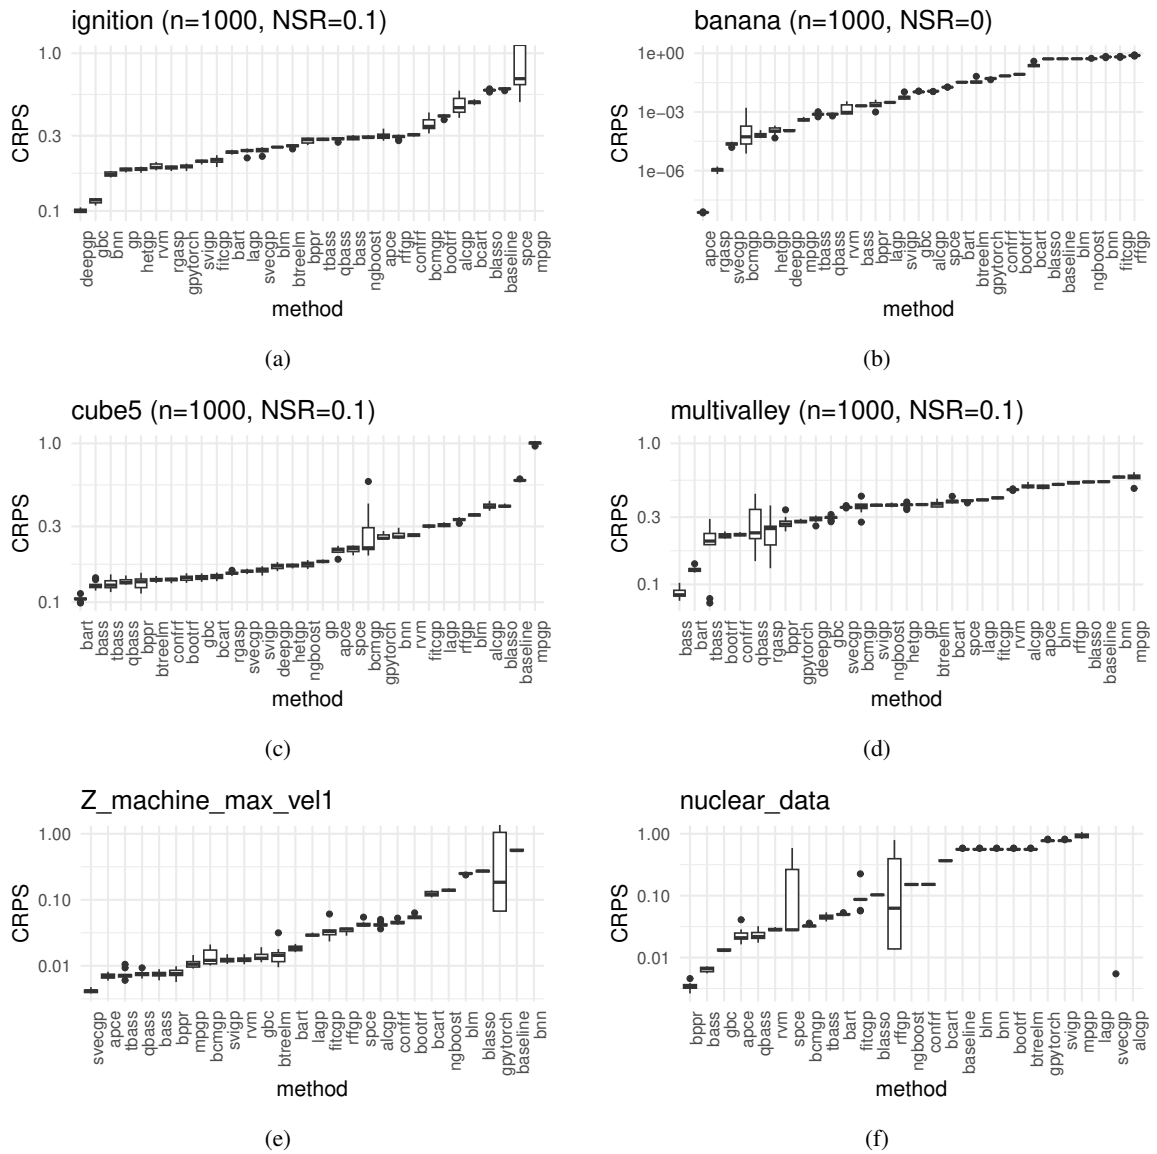 ignition (n=1000, NSR=0.1)
1.0
0.3
0.1
CRPS
deepgp
gbc
bnn
gp
hetgp
rvm
rgasp
gpytorch
svigp
fitcgp
bart
lagp
svecgp
blm
btreelm
bppr
tbass
qbass
bass
ngboost
apce
rffgp
confrf
bcmgp
bootrf
alcgp
bcart
blasso
baseline
spce
mpgp
method
(a)
banana (n=1000, NSR=0)
1e+00
1e−03
1e−06
CRPS
apce
rgasp
svecgp
bcmgp
gp
hetgp
deepgp
mpgp
tbass
qbass
rvm
bass
bppr
lagp
svigp
gbc
alcgp
spce
bart
btreelm
gpytorch
confrf
bootrf
bcart
blasso
baseline
blm
ngboost
bnn
fitcgp
rffgp
method
(b)
cube5 (n=1000, NSR=0.1)
1.0
0.3
0.1
CRPS
bart
bass
tbass
qbass
bppr
btreelm
confrf
bootrf
gbc
bcart
rgasp
svecgp
svigp
deepgp
hetgp
ngboost
gp
apce
spce
bcmgp
gpytorch
bnn
rvm
fitcgp
lagp
rffgp
blm
alcgp
blasso
baseline
mpgp
method
(c)
multivalley (n=1000, NSR=0.1)
1.0
0.3
0.1
CRPS
bass
bart
tbass
bootrf
confrf
qbass
rgasp
bppr
gpytorch
deepgp
gbc
svecgp
bcmgp
svigp
ngboost
hetgp
gp
btreelm
bcart
spce
lagp
fitcgp
rvm
alcgp
apce
blm
rffgp
blasso
baseline
bnn
mpgp
method
(d)
Z_machine_max_vel1
1.00
0.10
0.01
CRPS
svecgp
apce
tbass
qbass
bass
bppr
mpgp
bcmgp
svigp
rvm
gbc
btreelm
bart
lagp
fitcgp
rffgp
spce
alcgp
confrf
bootrf
bcart
ngboost
blm
blasso
gpytorch
baseline
bnn
method
(e)
nuclear_data
1.00
0.10
0.01
CRPS
bppr
bass
gbc
apce
qbass
rvm
spce
bcmgp
tbass
bart
fitcgp
blasso
rffgp
ngboost
confrf
bcart
baseline
blm
bnn
bootrf
btreelm
gpytorch
svigp
mpgp
lagp
svecgp
alcgp
method
(f)